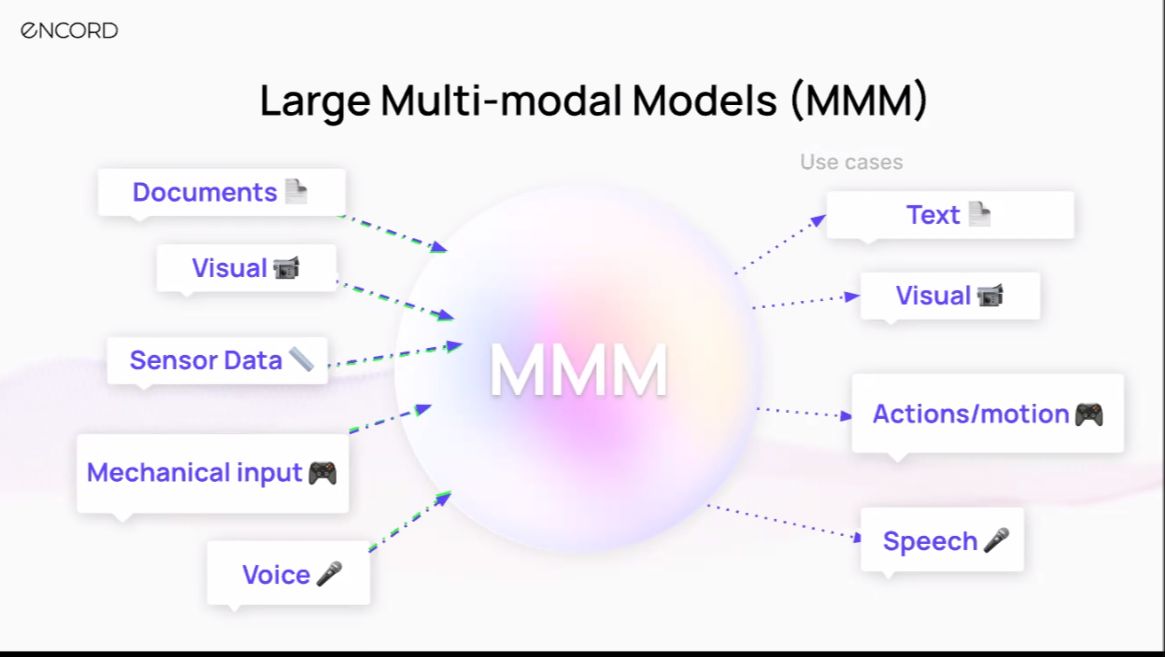 ENCORD
Large Multi-modal Models (MMM)
Use cases
Documents
Visual
Sensor Data
Mechanical input
Voice
MMM
Text
Visual
Actions/motion
Speech